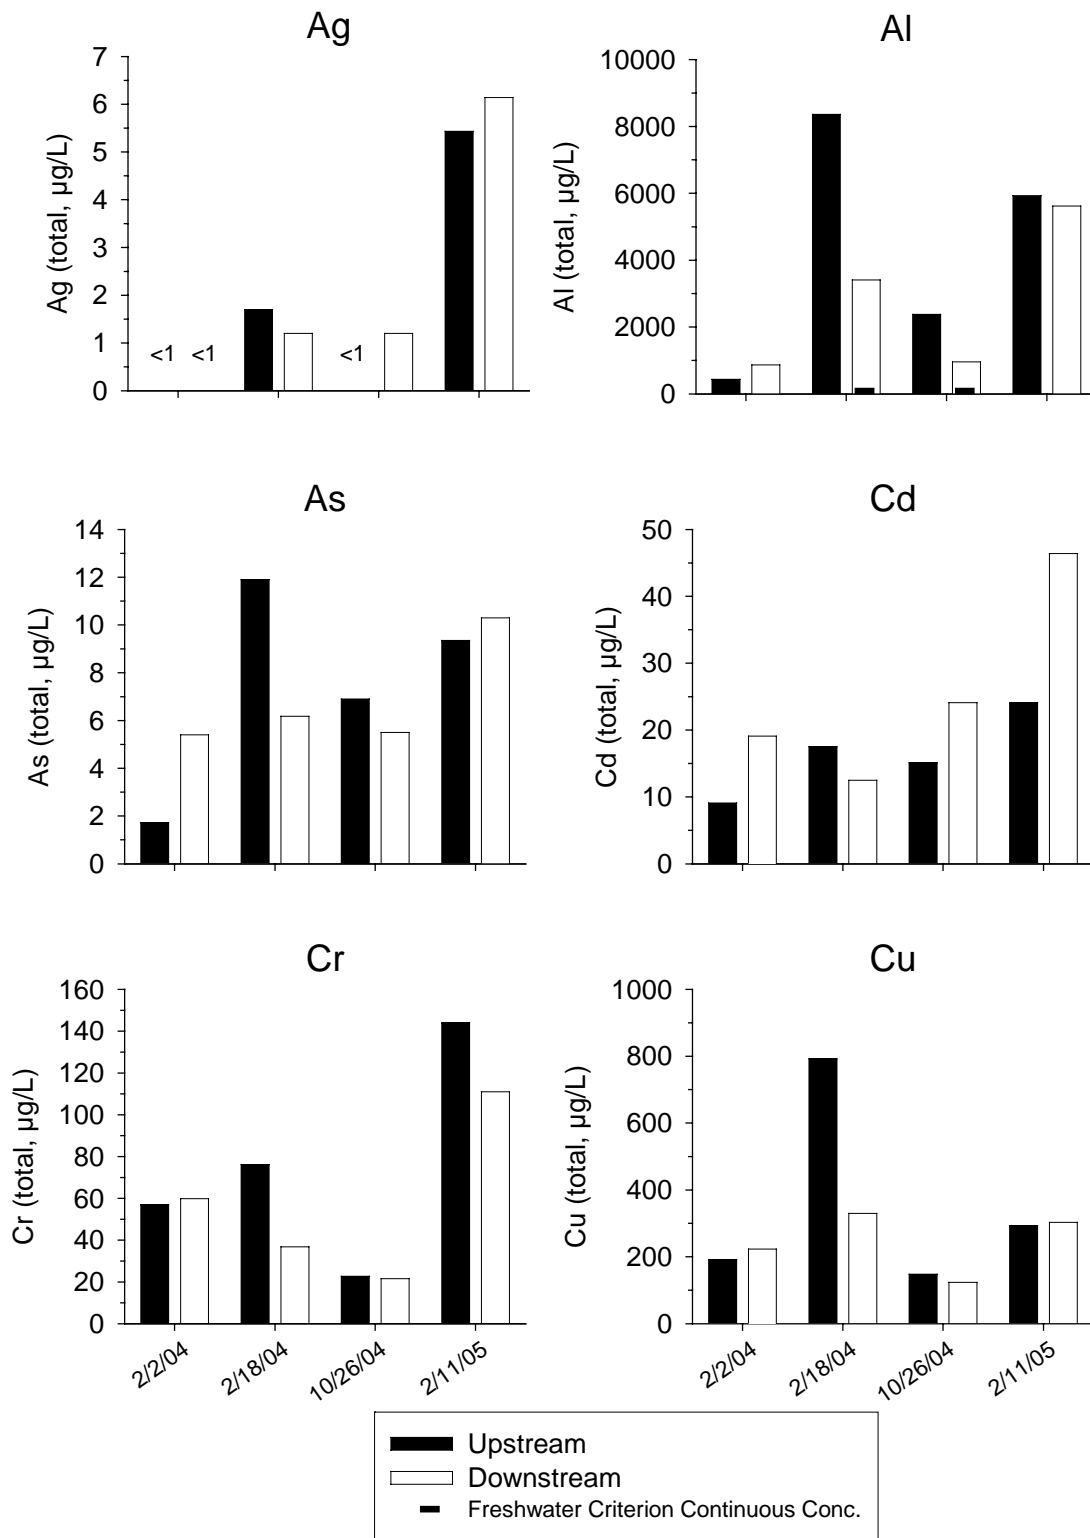 Ag
Ag (total, µg/L)
7
6
5
4
3
2
1
0
<1 <1 <1
Al
Al (total, µg/L)
10000
8000
6000
4000
2000
0
As
As (total, µg/L)
14
12
10
8
6
4
2
0
Cd
Cd (total, µg/L)
50
40
30
20
10
0
Cr
Cr (total, µg/L)
160
140
120
100
80
60
40
20
0
2/2/04 2/18/04 10/26/04 2/11/05
Cu
Cu (total, µg/L)
1000
800
600
400
200
0
2/2/04 2/18/04 10/26/04 2/11/05
Upstream
Downstream
Freshwater Criterion Continuous Conc.